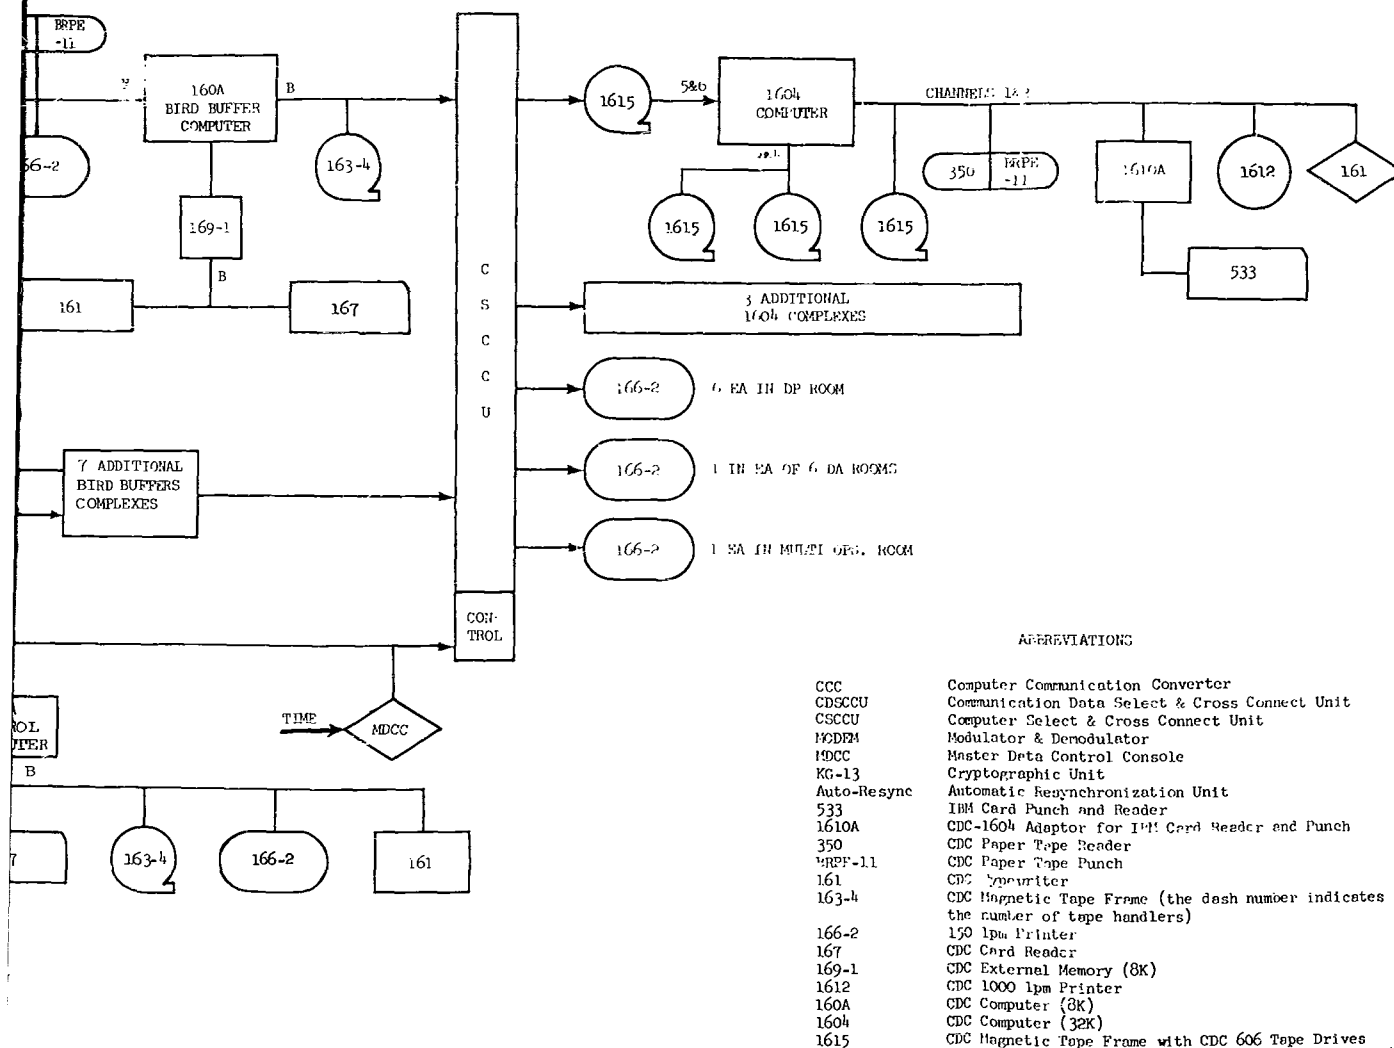 BRPE
-11
160A
BIRD BUFFER
COMPUTER
B
163-4
66-2
169-1
B
161
167
7 ADDITIONAL
BIRD BUFFERS
COMPLEXES
C
S
C
C
U
CON-
TROL
1615
5&6
1604
COMPUTER
CHANNELS 1&2
1615
1615
1615
350
BRPE
-11
1610A
1612
161
533
3 ADDITIONAL
1604 COMPLEXES
166-2
6 EA IN DP ROOM
166-2
1 IN EA OF 6 DA ROOMS
166-2
1 EA IN MULTI OPS. ROOM
TIME
MDCC
ROL
UTER
B
7
163-4
166-2
161
ABBREVIATIONS
CCC Computer Communication Converter
CDSCCU Communication Data Select & Cross Connect Unit
CSCCU Computer Select & Cross Connect Unit
MODEM Modulator & Demodulator
MDCC Master Data Control Console
KG-13 Cryptographic Unit
Auto-Resync Automatic Resynchronization Unit
533 IBM Card Punch and Reader
1610A CDC-1604 Adaptor for IBM Card Reader and Punch
350 CDC Paper Tape Reader
BRPE-11 CDC Paper Tape Punch
161 CDC Typewriter
163-4 CDC Magnetic Tape Frame (the dash number indicates
the number of tape handlers)
166-2 150 lpm Printer
167 CDC Card Reader
169-1 CDC External Memory (8K)
1612 CDC 1000 lpm Printer
160A CDC Computer (8K)
1604 CDC Computer (32K)
1615 CDC Magnetic Tape Frame with CDC 606 Tape Drives